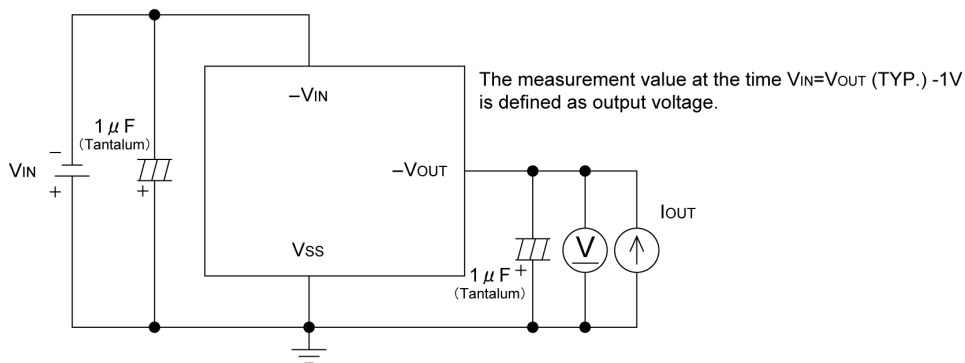 –VIN
The measurement value at the time VIN=VOUT (TYP.) -1V
is defined as output voltage.
1 μ F
(Tantalum)
–
VIN
+
+
–VOUT
IOUT
VSS
V
1 μ F +
(Tantalum)